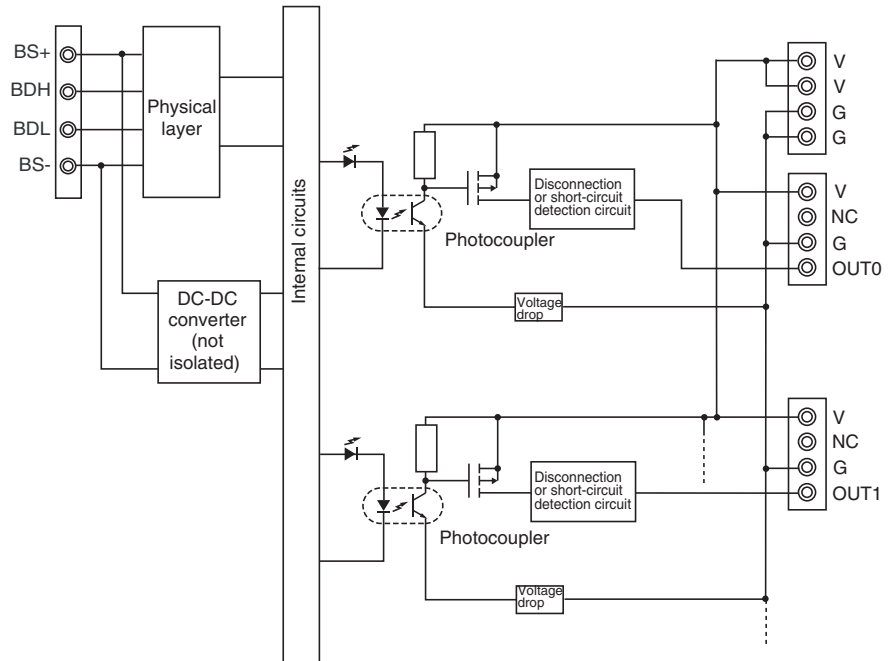 BS+
BDH
BDL
BS-
Physical
layer
DC-DC
converter
(not
isolated)
Internal circuits
V
V
G
G
Disconnection
or short-circuit
detection circuit
Photocoupler
Voltage
drop
V
NC
G
OUT0
Disconnection
or short-circuit
detection circuit
Photocoupler
Voltage
drop
V
NC
G
OUT1